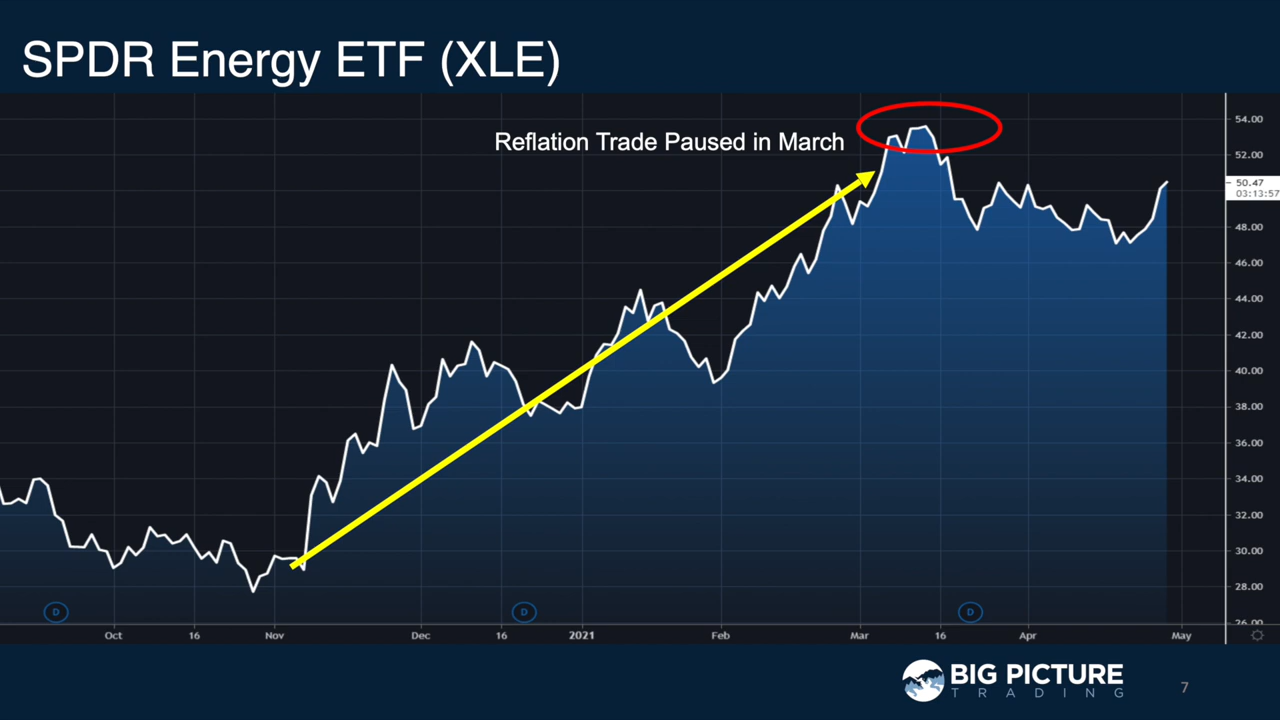 SPDR Energy ETF (XLE)
Reflation Trade Paused in March
54.00
52.00
50.47
03:13:57
48.00
46.00
44.00
42.00
40.00
38.00
36.00
34.00
32.00
30.00
28.00
26.00
D D D
Oct 16 Nov Dec 16 2021 Feb Mar 16 Apr May
BIG PICTURE
TRADING
7